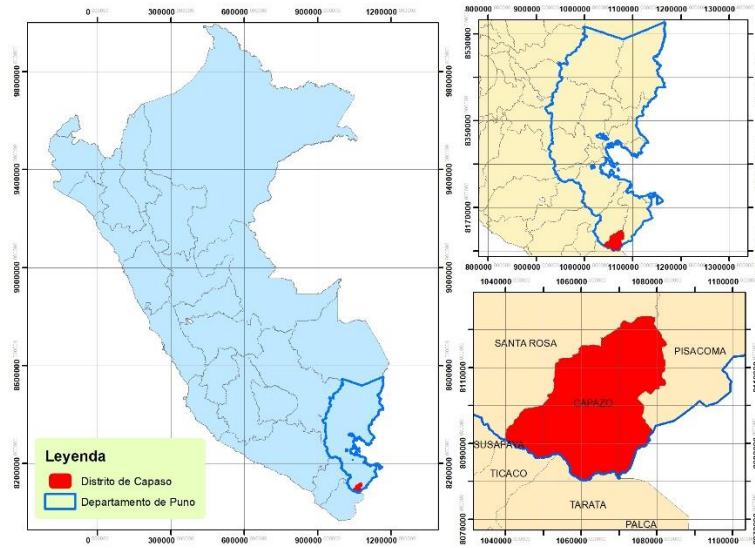 0 300000 600000 900000 1200000
9800000
9400000
9000000
8600000
8200000
Leyenda
Distrito de Capaso
Departamento de Puno
0 300000 600000 900000 1200000
800000 900000 1000000 1100000 1200000 1300000
8530000
8350000
8170000
800000 900000 1000000 1100000 1200000 1300000
1040000 1060000 1080000 1100000
SANTA ROSA
PISACOMA
CAPAZO
SUSAPAYA
TICACO
TARATA
PALCA
8110000
8090000
8070000
1040000 1060000 1080000 1100000